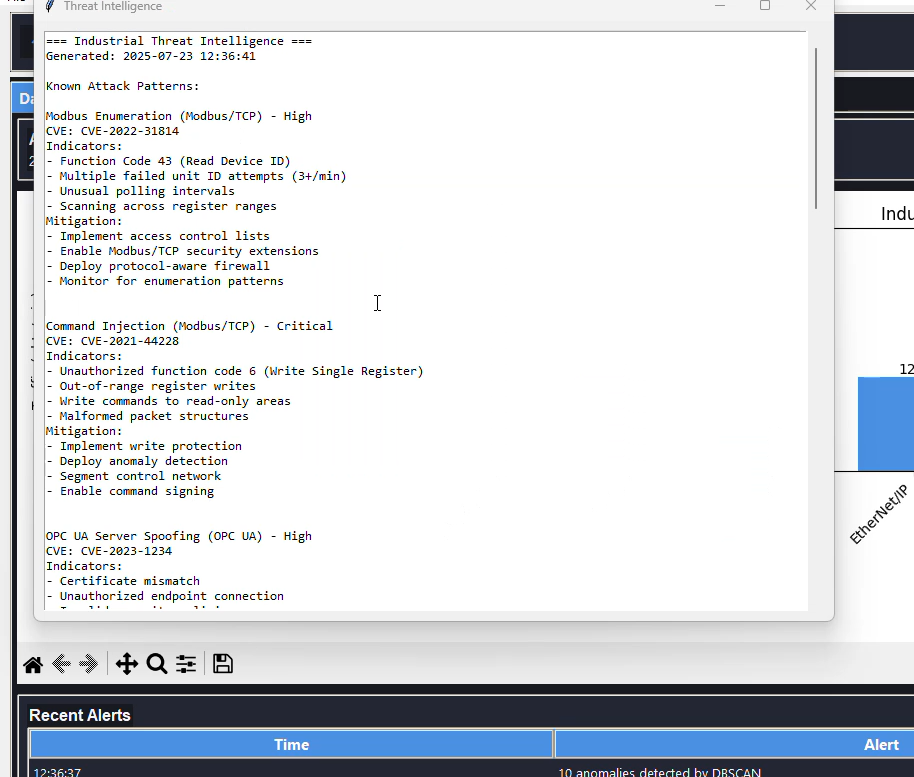 Threat Intelligence
=== Industrial Threat Intelligence ===
Generated: 2025-07-23 12:36:41
Known Attack Patterns:
Modbus Enumeration (Modbus/TCP) - High
CVE: CVE-2022-31814
Indicators:
- Function Code 43 (Read Device ID)
- Multiple failed unit ID attempts (3+/min)
- Unusual polling intervals
- Scanning across register ranges
Mitigation:
- Implement access control lists
- Enable Modbus/TCP security extensions
- Deploy protocol-aware firewall
- Monitor for enumeration patterns
Command Injection (Modbus/TCP) - Critical
CVE: CVE-2021-44228
Indicators:
- Unauthorized function code 6 (Write Single Register)
- Out-of-range register writes
- Write commands to read-only areas
- Malformed packet structures
Mitigation:
- Implement write protection
- Deploy anomaly detection
- Segment control network
- Enable command signing
OPC UA Server Spoofing (OPC UA) - High
CVE: CVE-2023-1234
Indicators:
- Certificate mismatch
- Unauthorized endpoint connection
Da
Indu
12
EtherNet/IP
Recent Alerts
Time
Alert
12:36:37
10 anomalies detected by DBSCAN